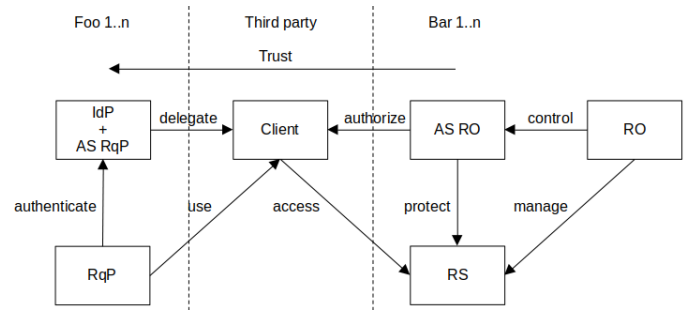 Foo 1..n
Third party
Bar 1..n
Trust
IdP
+
AS RqP
delegate
Client
authorize
AS RO
control
RO
authenticate
use
access
protect
manage
RqP
RS